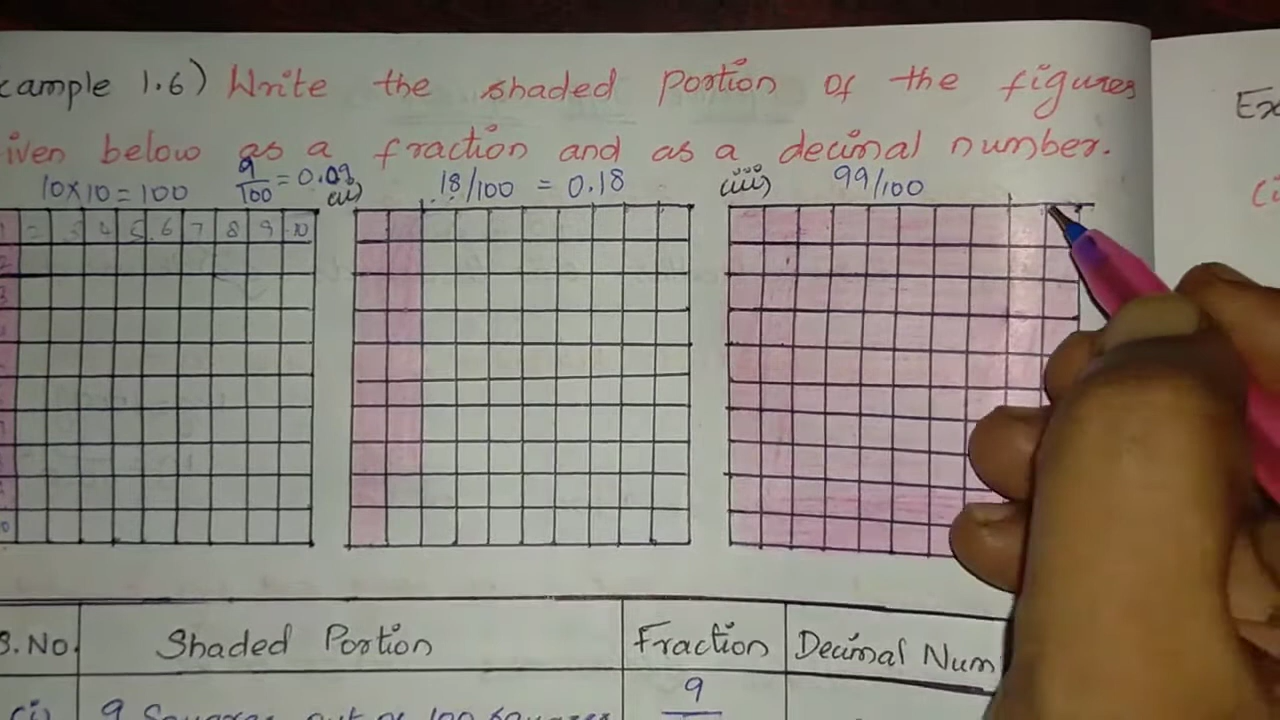 xample 1.6) Write the shaded portion of the figures
iven below as a fraction and as a decimal number.
10×10=100
9/100 = 0.09
(ii)
18/100 = 0.18
(iii)
99/100
1 2 3 4 5 6 7 8 9 10
2
3
Ex
(i
S.No. Shaded Portion Fraction Decimal Num
(i) 9 Squares out of 100 squares 9